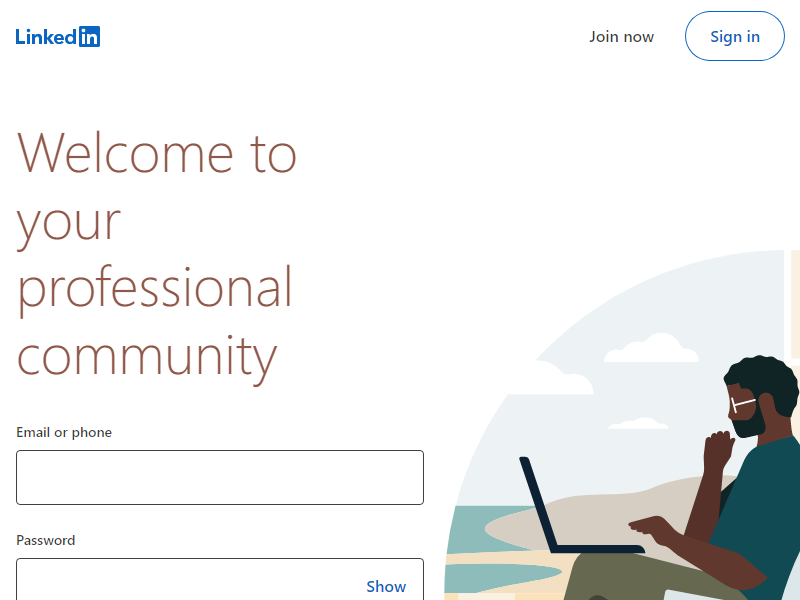 LinkedIn
Join now
Sign in
Welcome to
your
professional
community
Email or phone
Password
Show